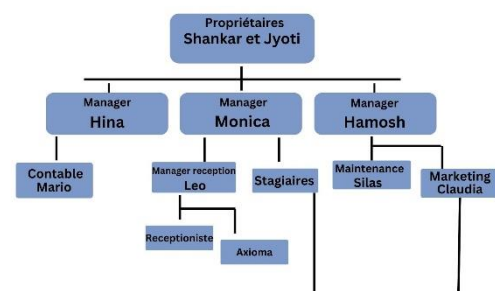 Propriétaires
Shankar et Jyoti
Manager
Hina
Manager
Monica
Manager
Hamosh
Contable
Mario
Manager reception
Leo
Stagiaires
Maintenance
Silas
Marketing
Claudia
Receptioniste
Axioma